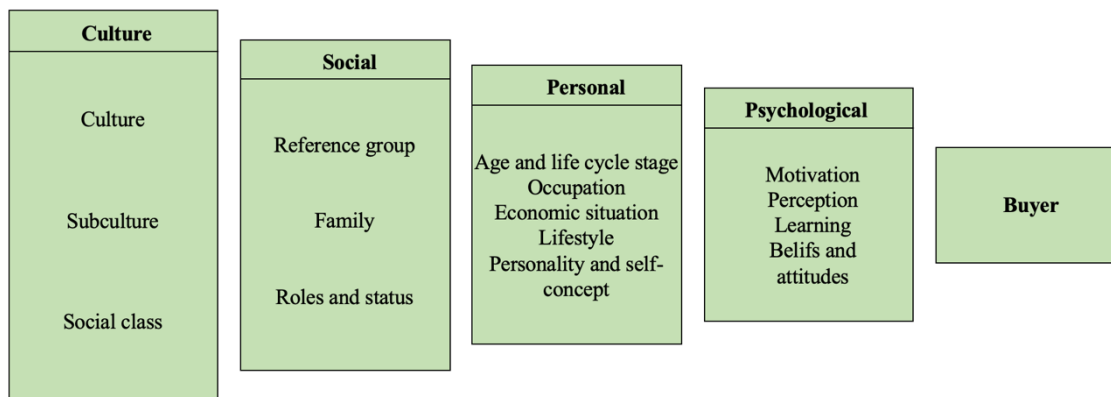 Culture
Culture
Subculture
Social class
Social
Reference group
Family
Roles and status
Personal
Age and life cycle stage
Occupation
Economic situation
Lifestyle
Personality and self-
concept
Psychological
Motivation
Perception
Learning
Belifs and
attitudes
Buyer